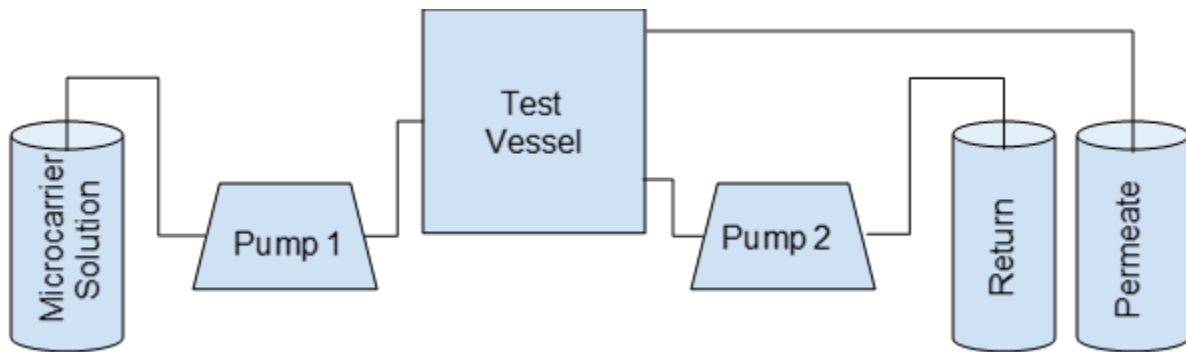 Microcarrier
Solution
Pump 1
Test
Vessel
Pump 2
Return
Permeate